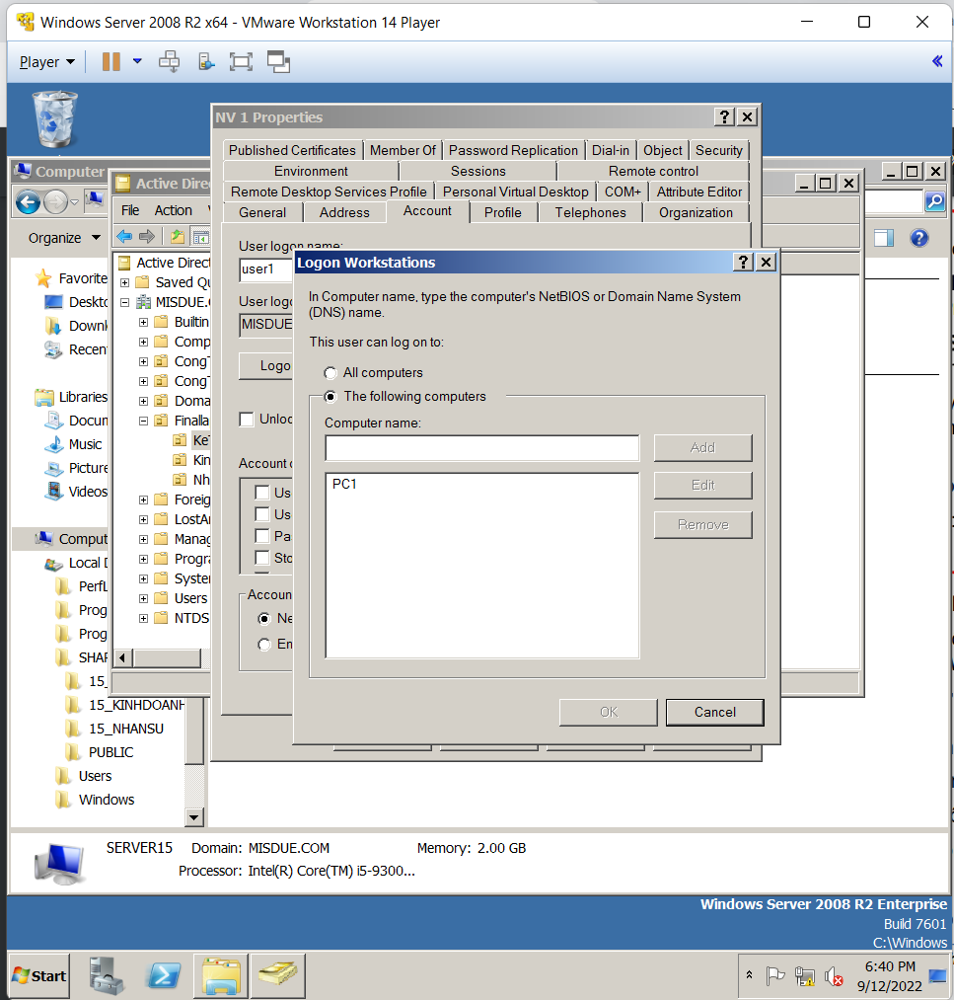 Windows Server 2008 R2 x64 - VMware Workstation 14 Player
Player
NV 1 Properties
Published Certificates Member Of Password Replication Dial-in Object Security
Environment Sessions Remote control
Remote Desktop Services Profile Personal Virtual Desktop COM+ Attribute Editor
General Address Account Profile Telephones Organization
User logon name:
user1
User logo
MISDUE
Logo
Unloc
Account o
Us
Us
Pa
Sto
Accoun
Ne
En
Logon Workstations
In Computer name, type the computer's NetBIOS or Domain Name System
(DNS) name.
This user can log on to:
All computers
The following computers
Computer name:
Add
PC1
Edit
Remove
OK
Cancel
Computer
Organize
Favorite
Deskto
Downl
Recen
Libraries
Docum
Music
Picture
Videos
Comput
Local D
PerfL
Prog
Prog
SHAR
15_
15_KINHDOANH
15_NHANSU
PUBLIC
Users
Windows
Active Dire
File Action
Active Direct
Saved Qu
MISDUE.
Builtin
Comp
CongT
CongT
Doma
Finalla
KeT
Kin
Nh
Foreig
LostAr
Manag
Progra
System
Users
NTDS
SERVER15 Domain: MISDUE.COM Memory: 2.00 GB
Processor: Intel(R) Core(TM) i5-9300...
Windows Server 2008 R2 Enterprise
Build 7601
C:\Windows
Start
6:40 PM
9/12/2022